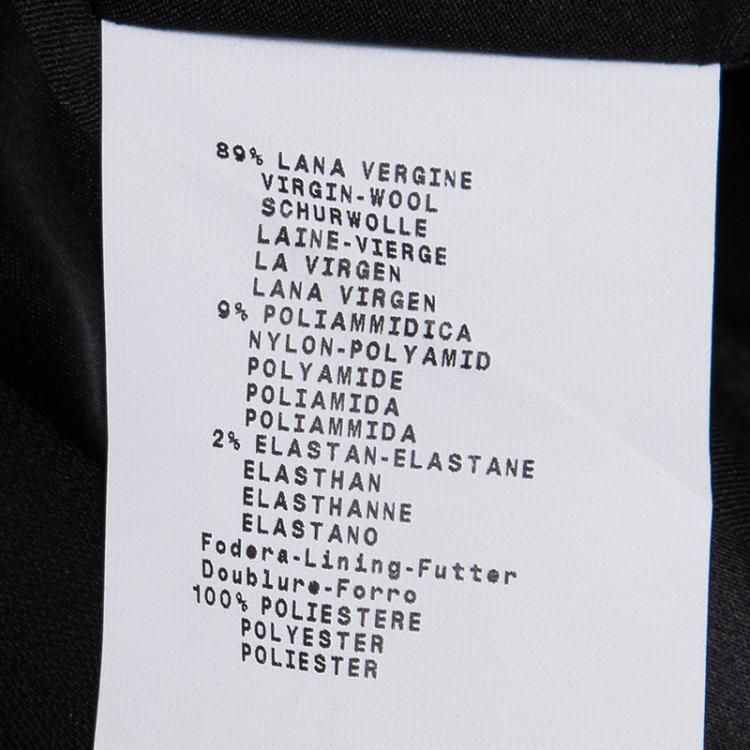 89% LANA VERGINE
VIRGIN-WOOL
SCHURWOLLE
LAINE-VIERGE
LA VIRGEN
LANA VIRGEN
9% POLIAMMIDICA
NYLON-POLYAMID
POLYAMIDE
POLIAMIDA
POLIAMMIDA
2% ELASTAN-ELASTANE
ELASTHAN
ELASTHANNE
ELASTANO
Fodera-Lining-Futter
Doublure-Forro
100% POLIESTERE
POLYESTER
POLIESTER